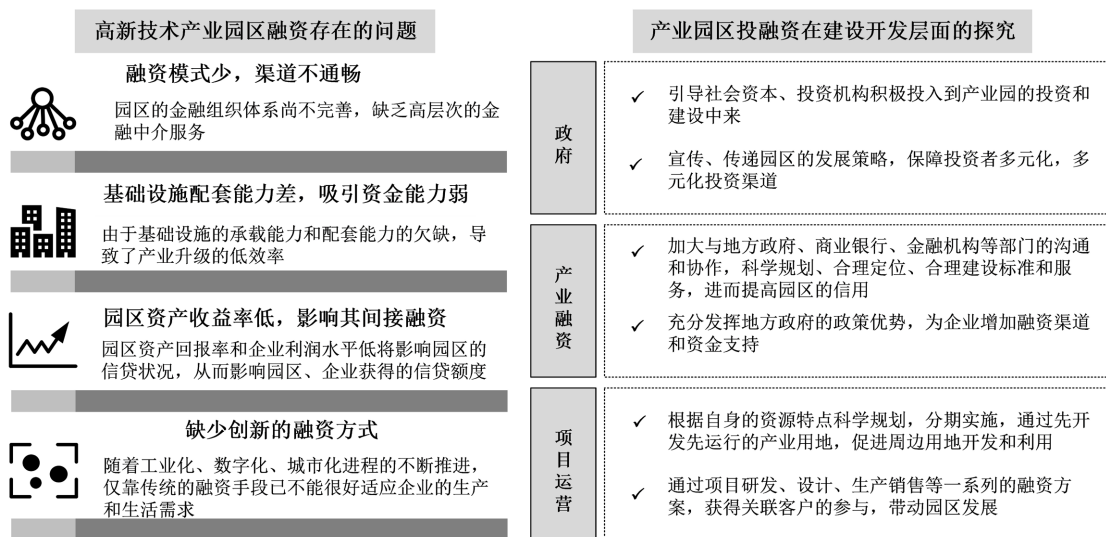 高新技术产业园区融资存在的问题
融资模式少，渠道不通畅
园区的金融组织体系尚不完善，缺乏高层次的金
融中介服务
基础设施配套能力差，吸引资金能力弱
由于基础设施的承载能力和配套能力的欠缺，导
致了产业升级的低效率
园区资产收益率低，影响其间接融资
园区资产回报率和企业利润水平低将影响园区的
信贷状况，从而影响园区、企业获得的信贷额度
缺少创新的融资方式
随着工业化、数字化、城市化进程的不断推进，
仅靠传统的融资手段已不能很好适应企业的生产
和生活需求
产业园区投融资在建设开发层面的探究
政府
引导社会资本、投资机构积极投入到产业园的投资和
建设中来
宣传、传递园区的发展策略，保障投资者多元化，多
元化投资渠道
产业融资
加大与地方政府、商业银行、金融机构等部门的沟通
和协作，科学规划、合理定位、合理建设标准和服
务，进而提高园区的信用
充分发挥地方政府的政策优势，为企业增加融资渠道
和资金支持
项目运营
根据自身的资源特点科学规划，分期实施，通过先开
发先运行的产业用地，促进周边用地开发和利用
通过项目研发、设计、生产销售等一系列的融资方
案，获得关联客户的参与，带动园区发展